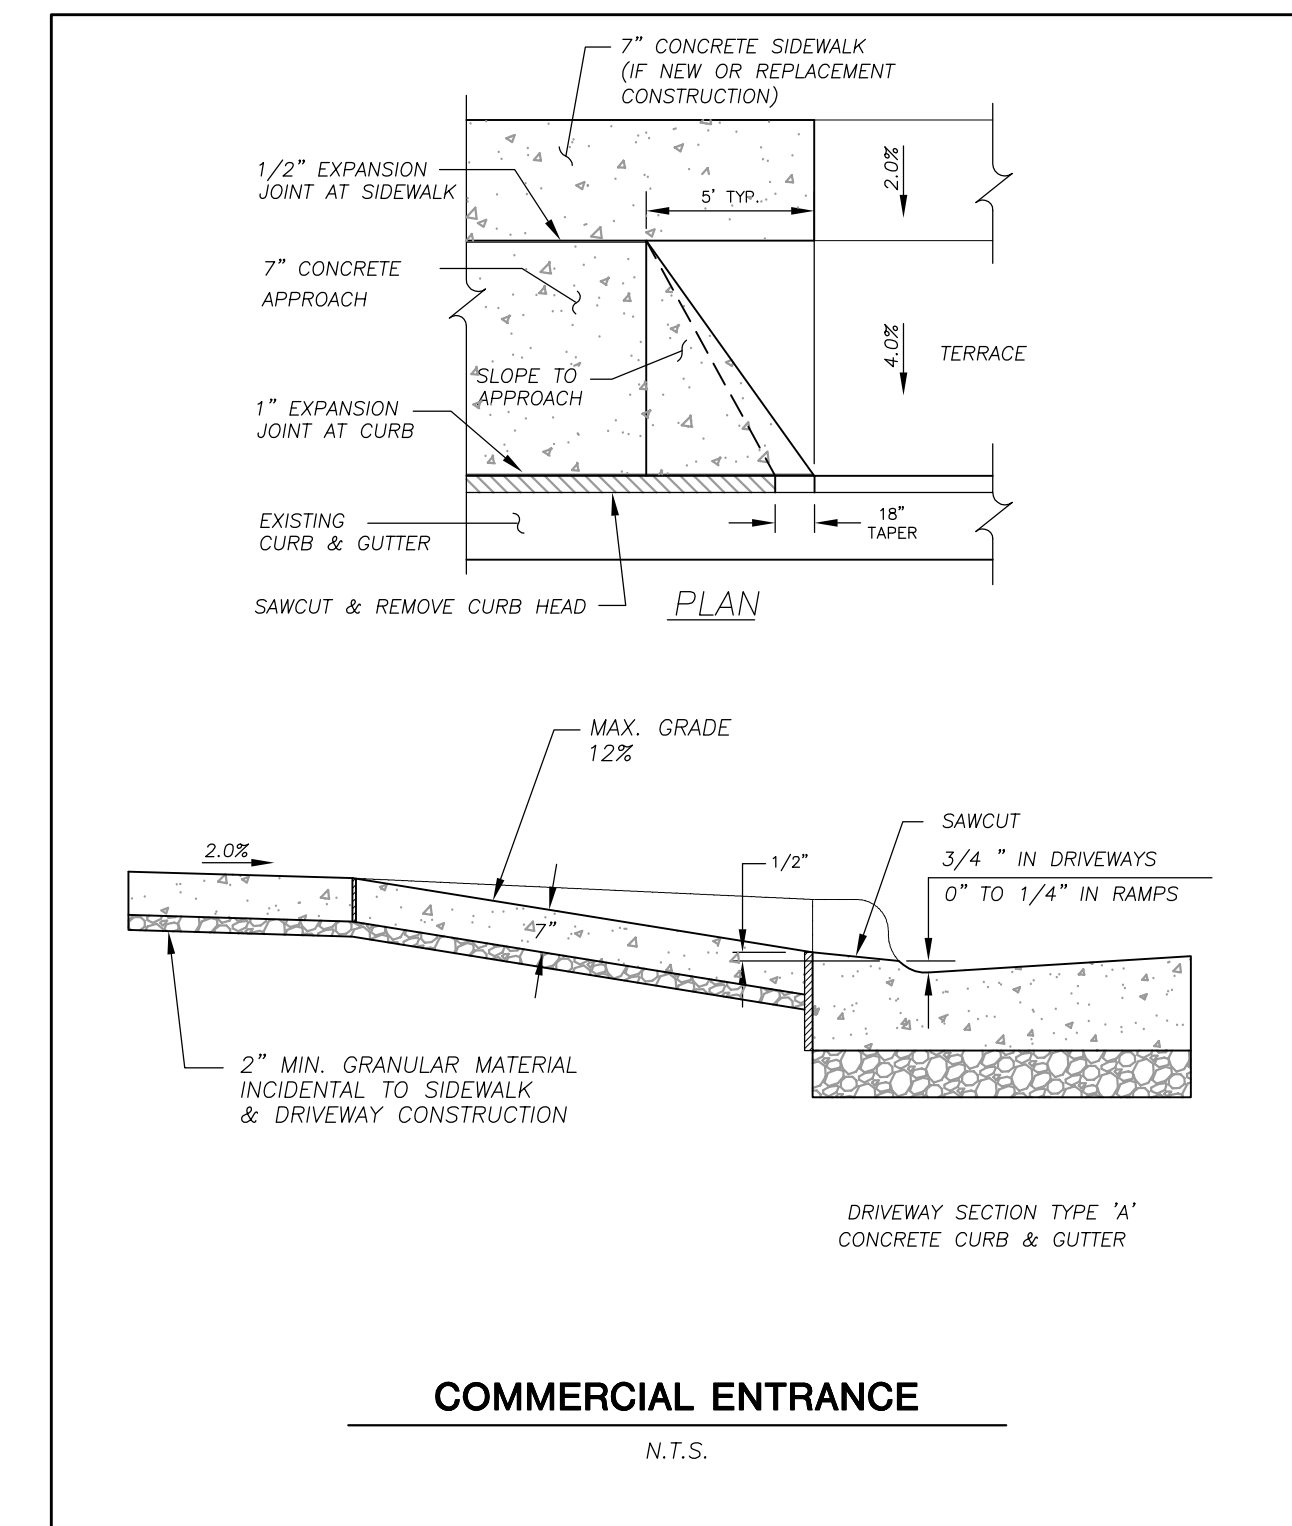 7" CONCRETE SIDEWALK
(IF NEW OR REPLACEMENT
CONSTRUCTION)
1/2" EXPANSION
JOINT AT SIDEWALK
5' TYP.
2.0%
7" CONCRETE
APPROACH
4.0%
TERRACE
SLOPE TO
APPROACH
1" EXPANSION
JOINT AT CURB
EXISTING
CURB & GUTTER
18"
TAPER
SAWCUT & REMOVE CURB HEAD
PLAN
MAX. GRADE
12%
SAWCUT
2.0%
1/2"
3/4 " IN DRIVEWAYS
0" TO 1/4" IN RAMPS
7"
2" MIN. GRANULAR MATERIAL
INCIDENTAL TO SIDEWALK
& DRIVEWAY CONSTRUCTION
DRIVEWAY SECTION TYPE 'A'
CONCRETE CURB & GUTTER
COMMERCIAL ENTRANCE
N.T.S.